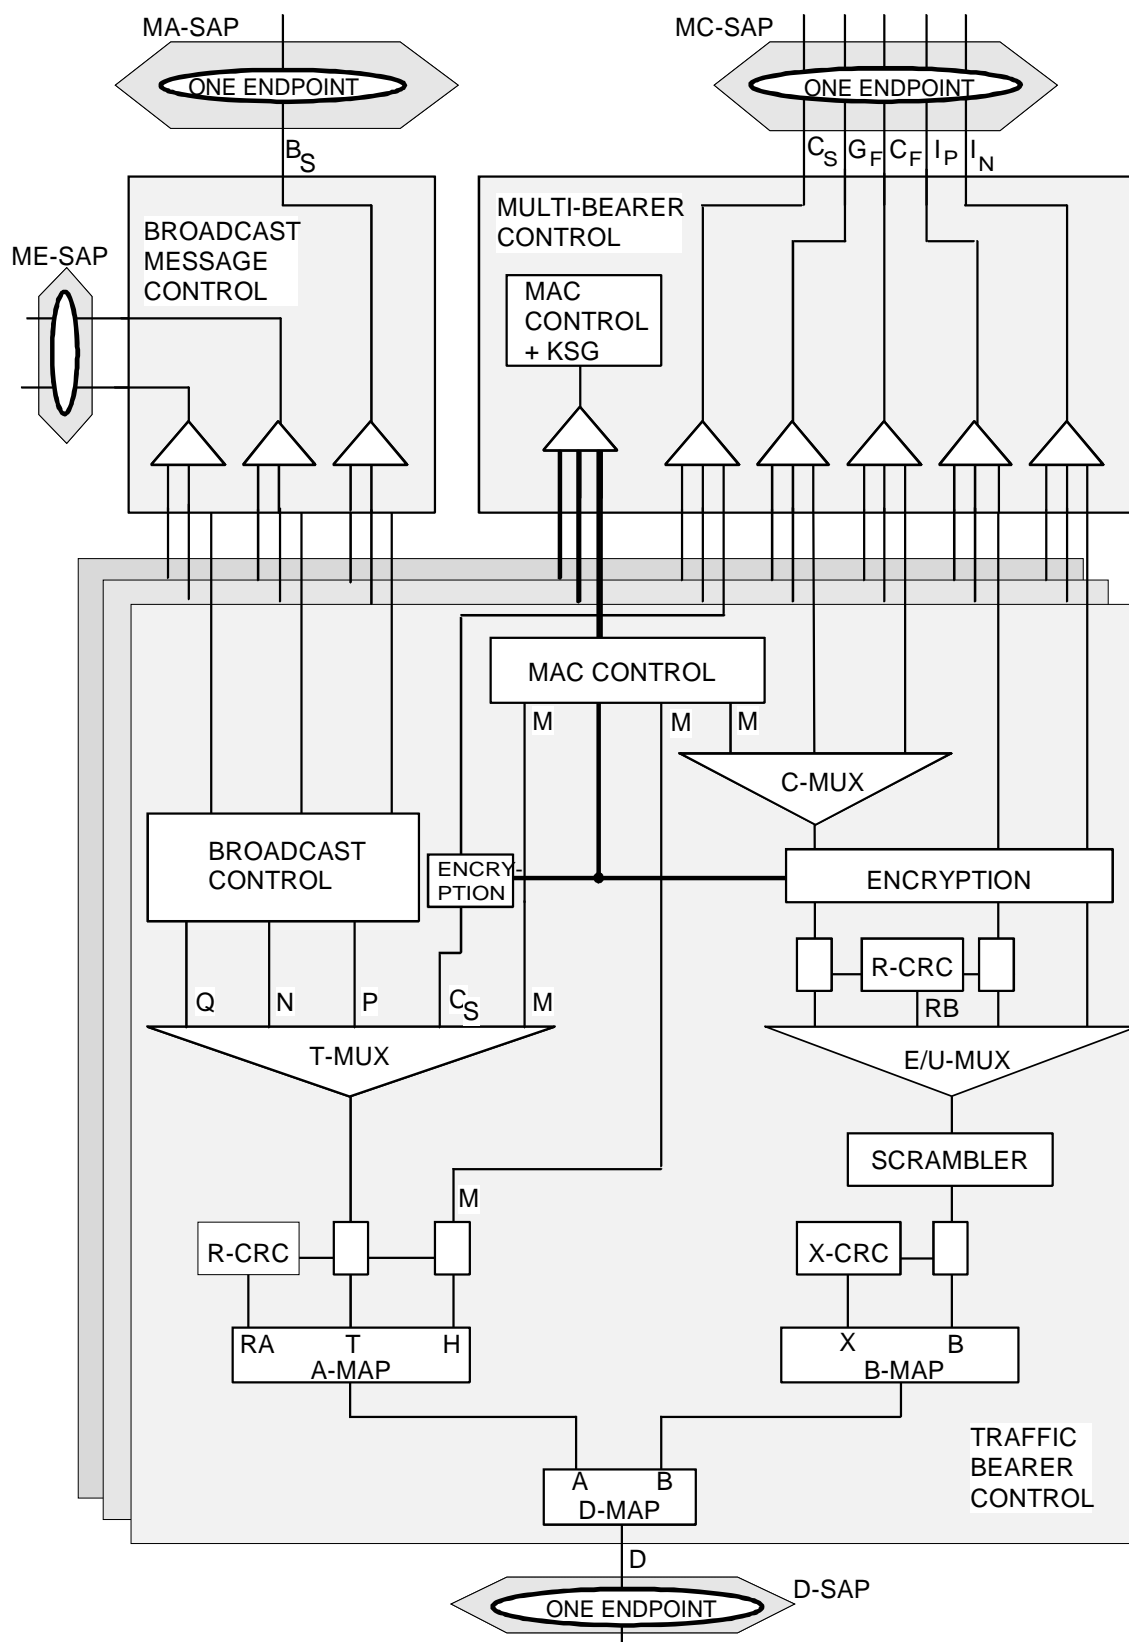 MA-SAP
MC-SAP
ONE ENDPOINT
ONE ENDPOINT
BS
CS
GF
CF
IP
IN
ME-SAP
BROADCAST
MESSAGE
CONTROL
MULTI-BEARER
CONTROL
MAC
CONTROL
+ KSG
MAC CONTROL
M
M
M
C-MUX
BROADCAST
CONTROL
ENCRY-
PTION
ENCRYPTION
R-CRC
RB
Q
N
P
CS
M
T-MUX
E/U-MUX
SCRAMBLER
M
R-CRC
X-CRC
RA
T
H
A-MAP
X
B
B-MAP
TRAFFIC
BEARER
CONTROL
A
B
D-MAP
D
D-SAP
ONE ENDPOINT